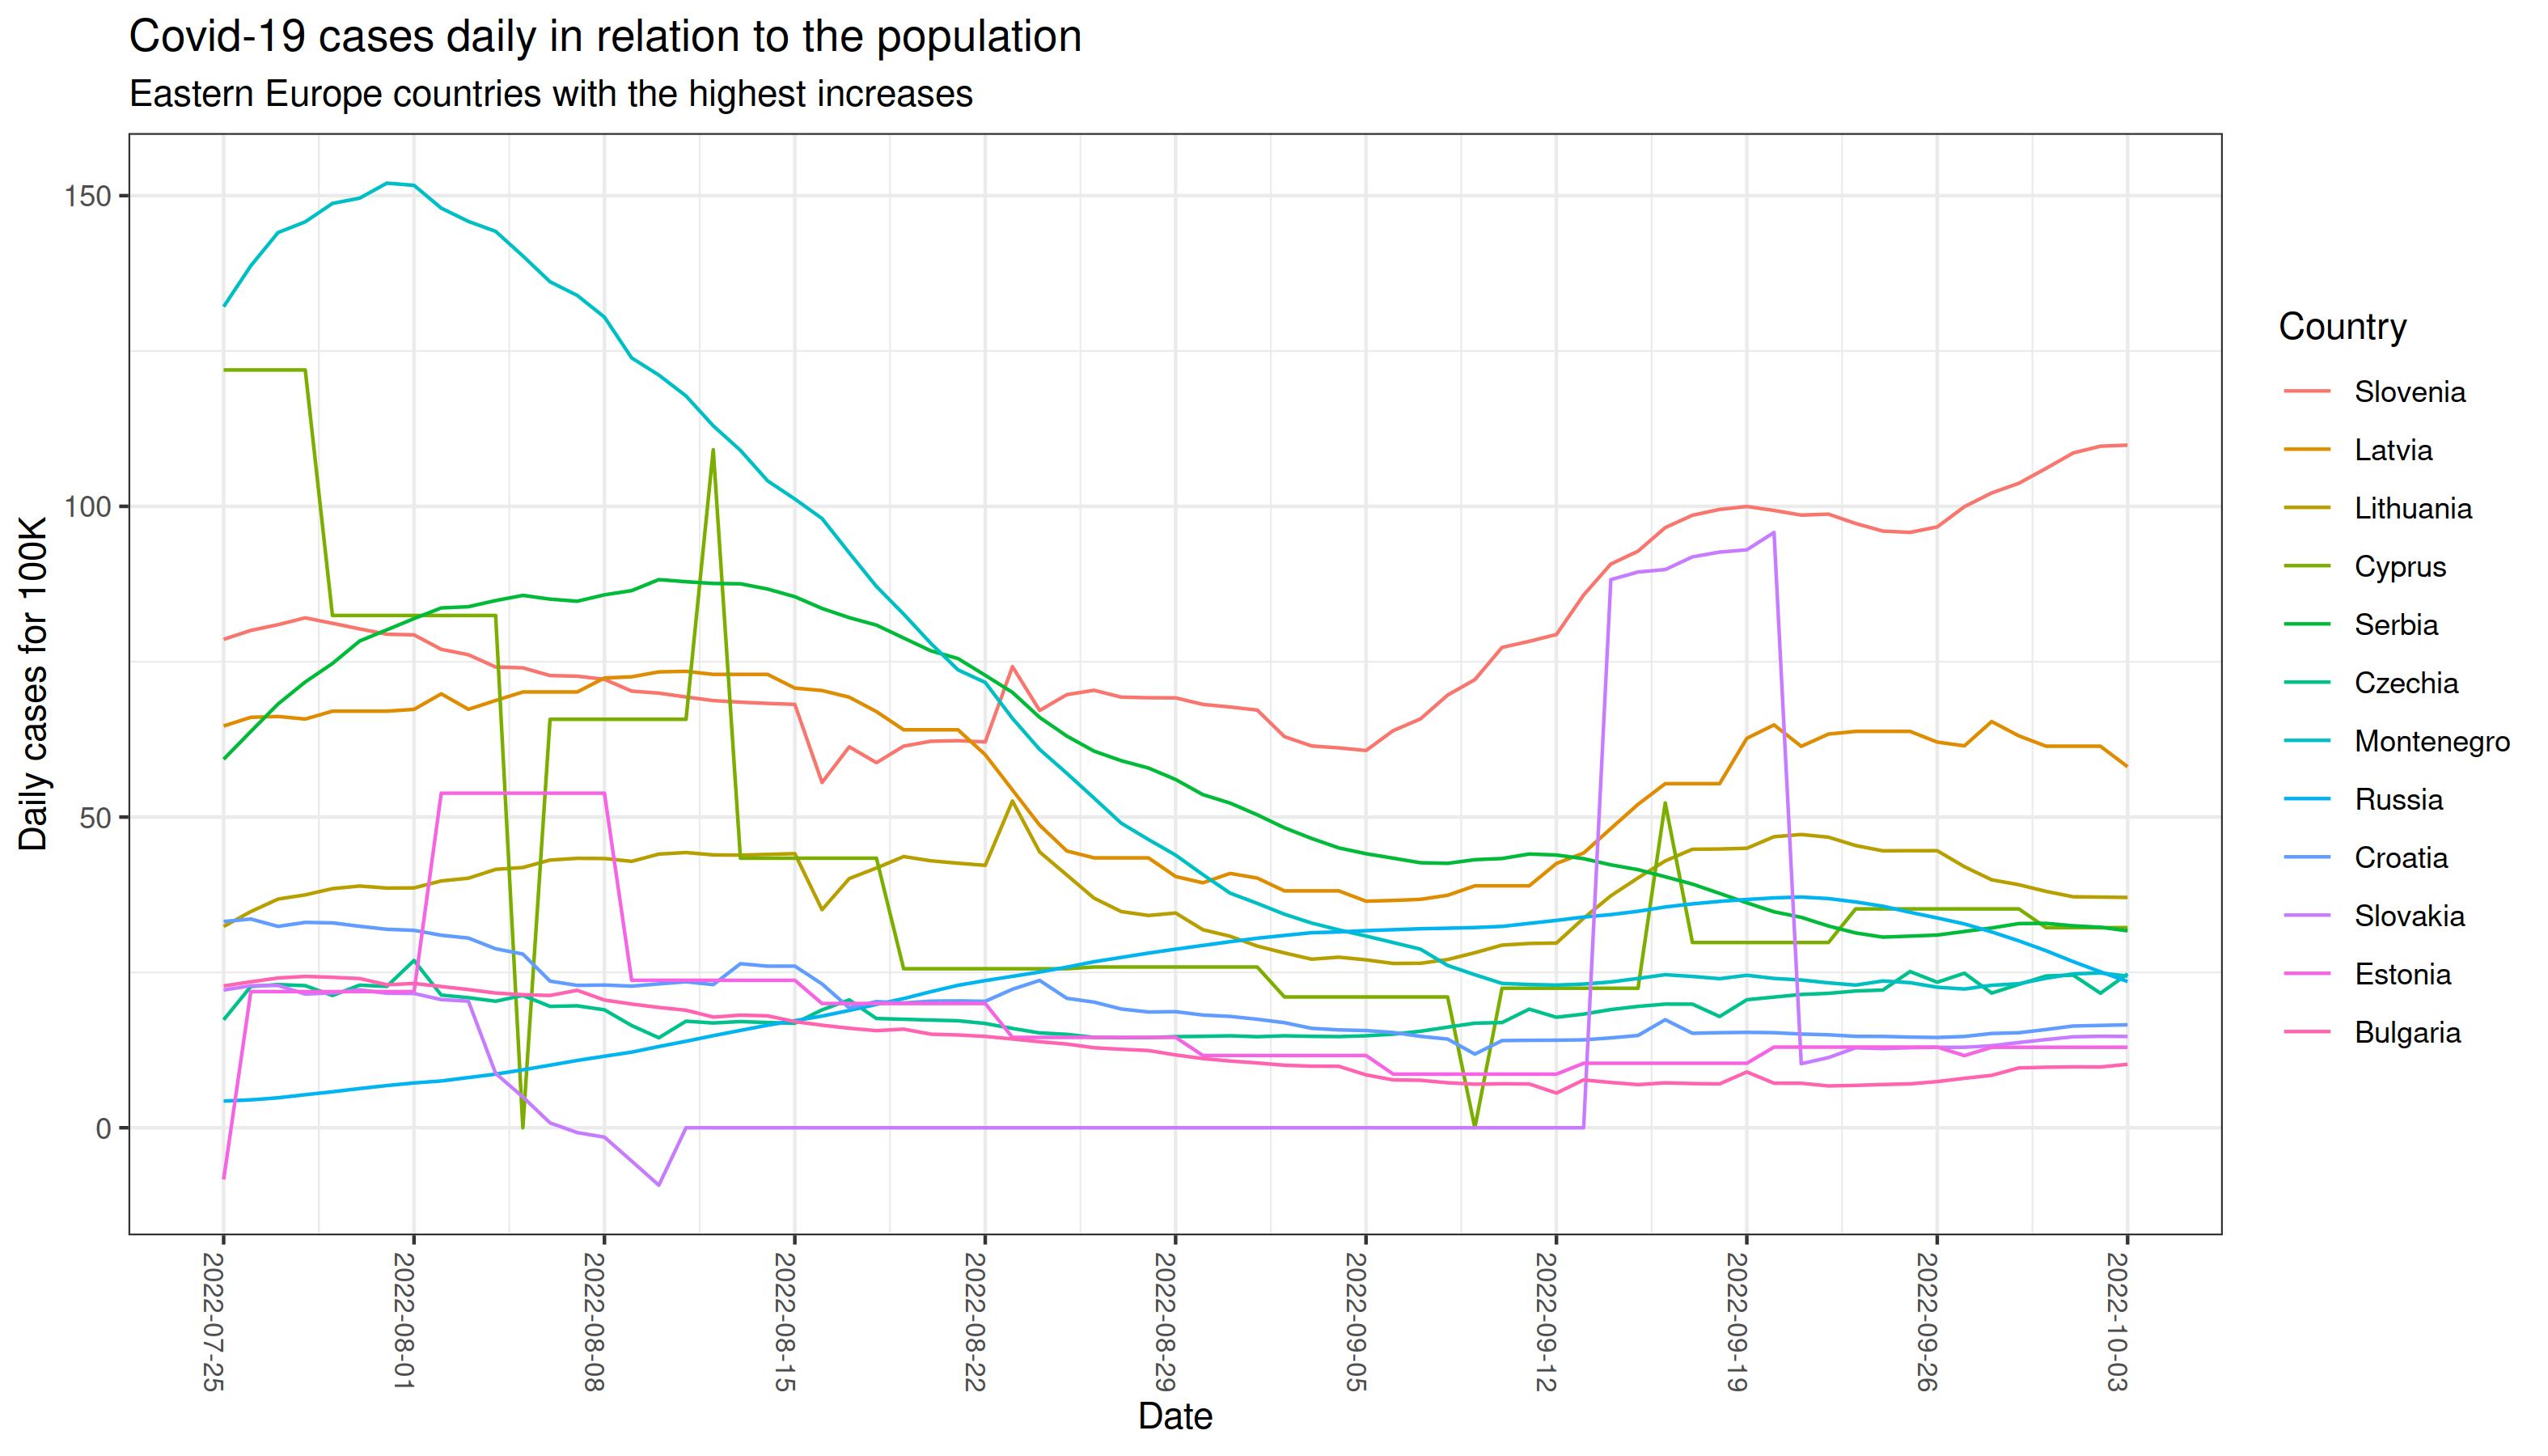 Covid-19 cases daily in relation to the population
Eastern Europe countries with the highest increases
Daily cases for 100K
150
100
50
0
2022-07-25
2022-08-01
2022-08-08
2022-08-15
2022-08-22
2022-08-29
2022-09-05
2022-09-12
2022-09-19
2022-09-26
2022-10-03
Date
Country
Slovenia
Latvia
Lithuania
Cyprus
Serbia
Czechia
Montenegro
Russia
Croatia
Slovakia
Estonia
Bulgaria